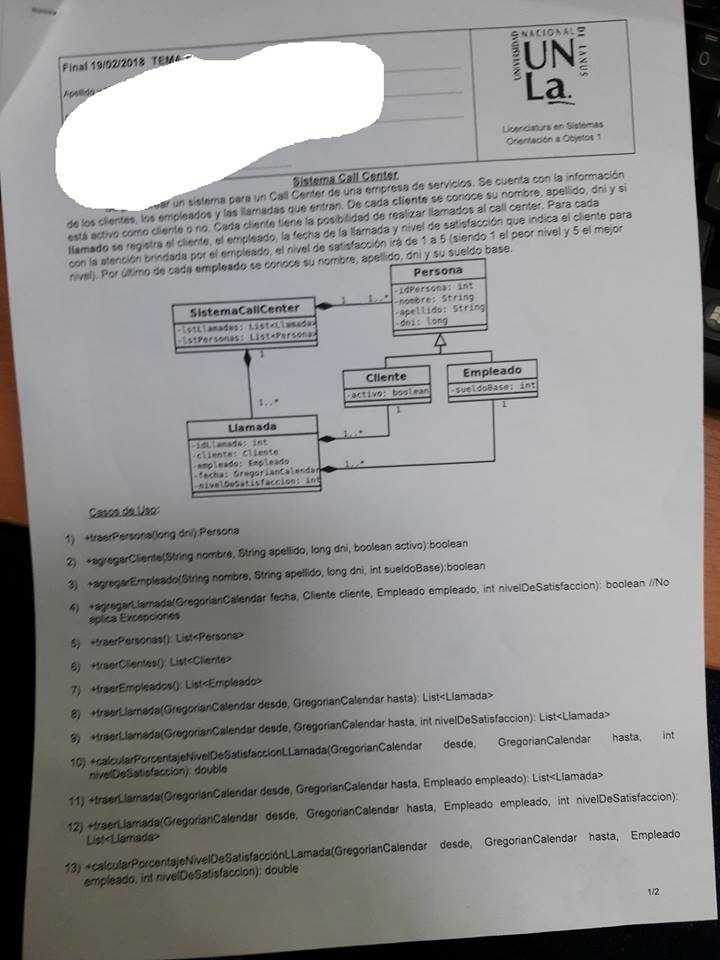 Final 19/02/2018 TEMA
Apellido
UNIVERSIDAD NACIONAL DE LANUS
UN
La.
Licenciatura en Sistemas
Orientación a Objetos 1
Sistema Call Center
un sistema para un Call Center de una empresa de servicios. Se cuenta con la información
de los clientes, los empleados y las llamadas que entran. De cada cliente se conoce su nombre, apellido, dni y si
está activo como cliente o no. Cada cliente tiene la posibilidad de realizar llamados al call center. Para cada
llamado se registra el cliente, el empleado, la fecha de la llamada y nivel de satisfacción que indica el cliente para
con la atención brindada por el empleado, el nivel de satisfacción irá de 1 a 5 (siendo 1 el peor nivel y 5 el mejor
nivel). Por último de cada empleado se conoce su nombre, apellido, dni y su sueldo base.
Persona
-idPersona: int
-nombre: String
-apellido: String
-dni: long
SistemaCallCenter
-lstLlamadas: List<Llamada>
-lstPersonas: List<Persona>
1
1..*
1
1..*
Cliente
-activo: boolean
1
Empleado
-sueldoBase: int
1
Llamada
-idLlamada: int
-cliente: Cliente
-empleado: Empleado
-fecha: GregorianCalendar
-nivelDeSatisfaccion: int
1..*
1..*
Casos de Uso:
1) +traerPersona(long dni):Persona
2) +agregarCliente(String nombre, String apellido, long dni, boolean activo):boolean
3) +agregarEmpleado(String nombre, String apellido, long dni, int sueldoBase):boolean
4) +agregarLlamada(GregorianCalendar fecha, Cliente cliente, Empleado empleado, int nivelDeSatisfaccion): boolean //No
aplica Excepciones
5) +traerPersonas(): List<Persona>
6) +traerClientes(): List<Cliente>
7) +traerEmpleados(): List<Empleado>
8) +traerLlamada(GregorianCalendar desde, GregorianCalendar hasta): List<Llamada>
9) +traerLlamada(GregorianCalendar desde, GregorianCalendar hasta, int nivelDeSatisfaccion): List<Llamada>
10) +calcularPorcentajeNivelDeSatisfaccionLLamada(GregorianCalendar desde, GregorianCalendar hasta, int
nivelDeSatisfaccion): double
11) +traerLlamada(GregorianCalendar desde, GregorianCalendar hasta, Empleado empleado): List<Llamada>
12) +traerLlamada(GregorianCalendar desde, GregorianCalendar hasta, Empleado empleado, int nivelDeSatisfaccion):
List<Llamada>
13) +calcularPorcentajeNivelDeSatisfacciónLLamada(GregorianCalendar desde, GregorianCalendar hasta, Empleado
empleado, int nivelDeSatisfaccion): double
1/2